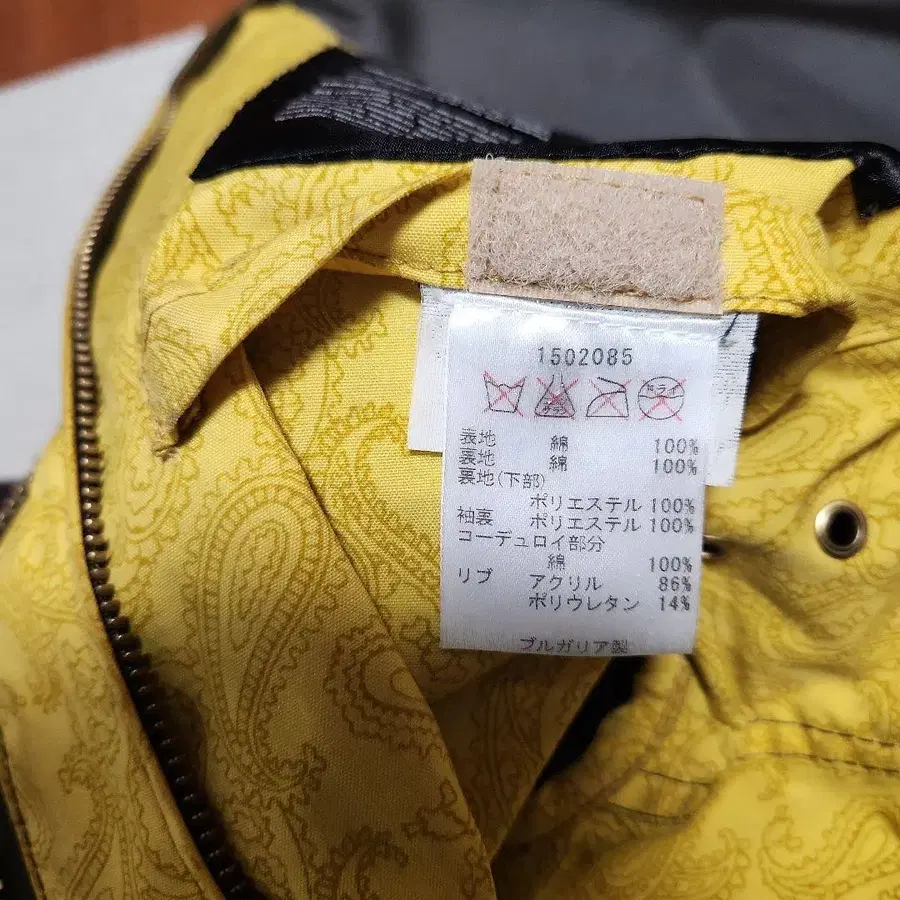 1502085
ドライ
表地 綿 100%
裏地 綿 100%
裏地(下部)
ポリエステル 100%
袖裏 ポリエステル 100%
コーデュロイ部分
綿 100%
リブ アクリル 86%
ポリウレタン 14%
ブルガリア製